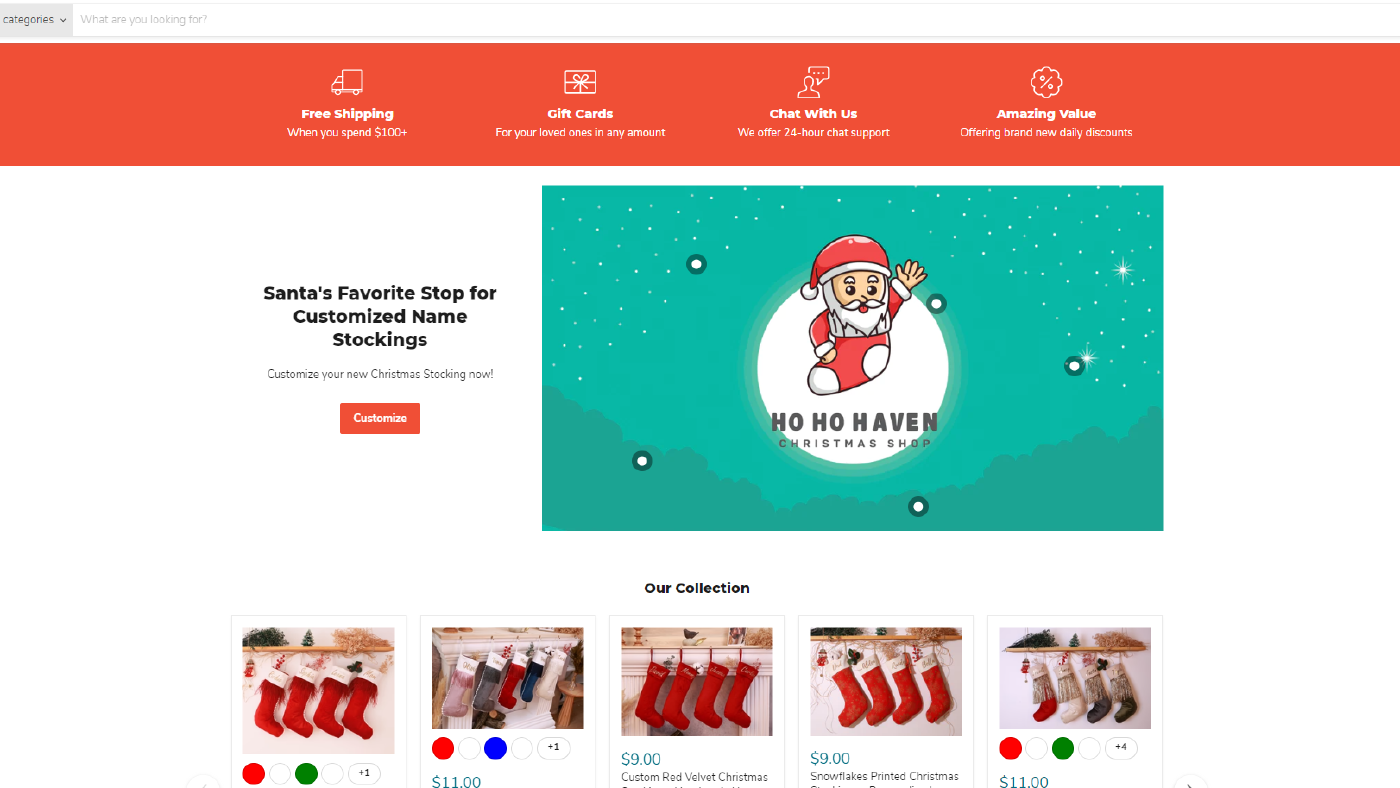 categories
What are you looking for?
Free Shipping
When you spend $100+
Gift Cards
For your loved ones in any amount
Chat With Us
We offer 24-hour chat support
Amazing Value
Offering brand new daily discounts
Santa's Favorite Stop for
Customized Name
Stockings
Customize your new Christmas Stocking now!
Customize
HO HO HAVEN
CHRISTMAS SHOP
Our Collection
+1
+1
$11.00
$9.00
Custom Red Velvet Christmas
$9.00
Snowflakes Printed Christmas
+4
$11.00